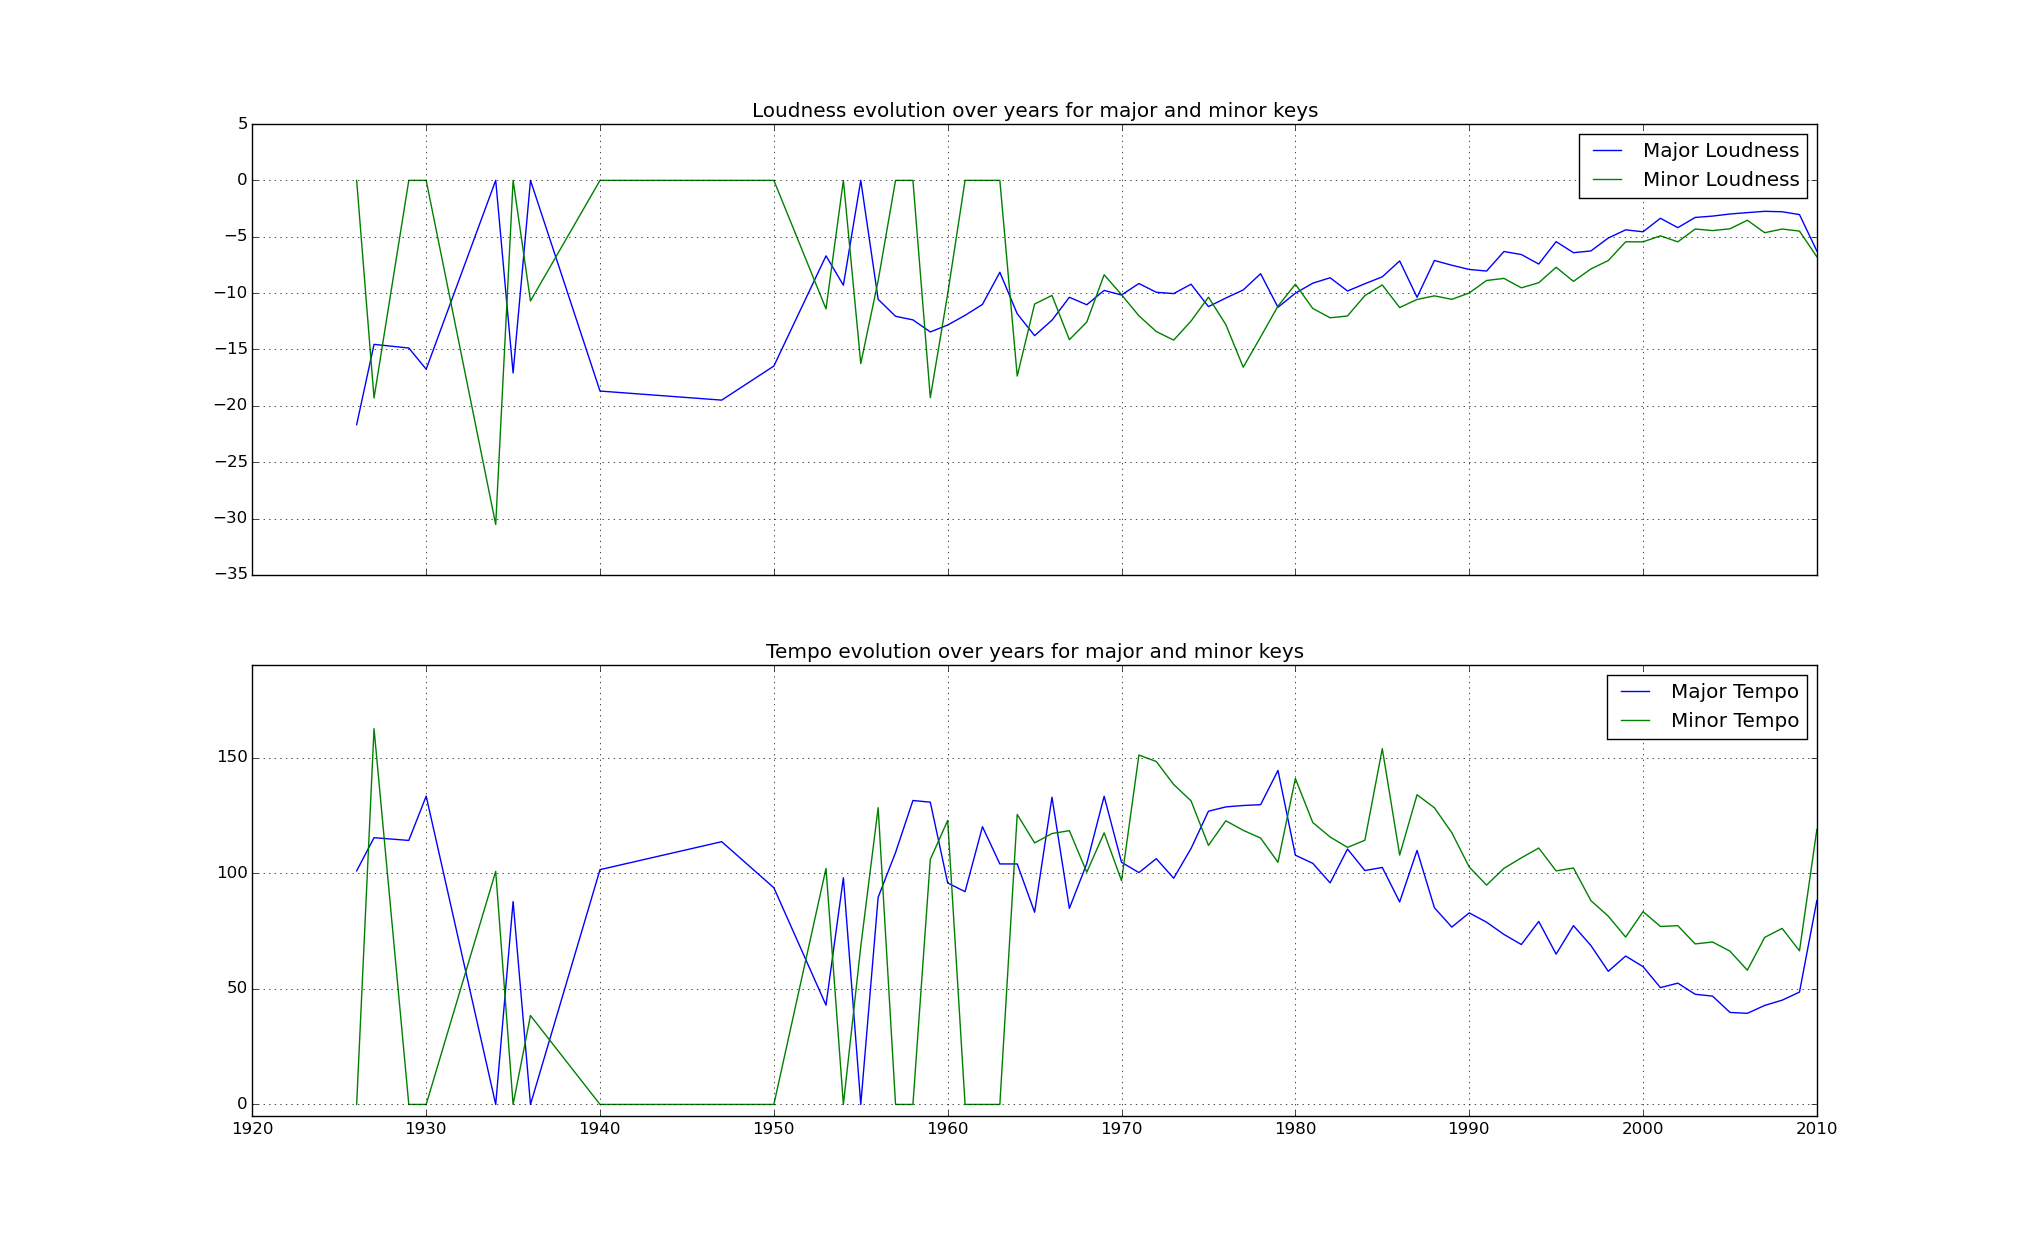 Loudness evolution over years for major and minor keys
5
0
−5
−10
−15
−20
−25
−30
−35
Major Loudness
Minor Loudness
Tempo evolution over years for major and minor keys
150
100
50
0
Major Tempo
Minor Tempo
1920 1930 1940 1950 1960 1970 1980 1990 2000 2010